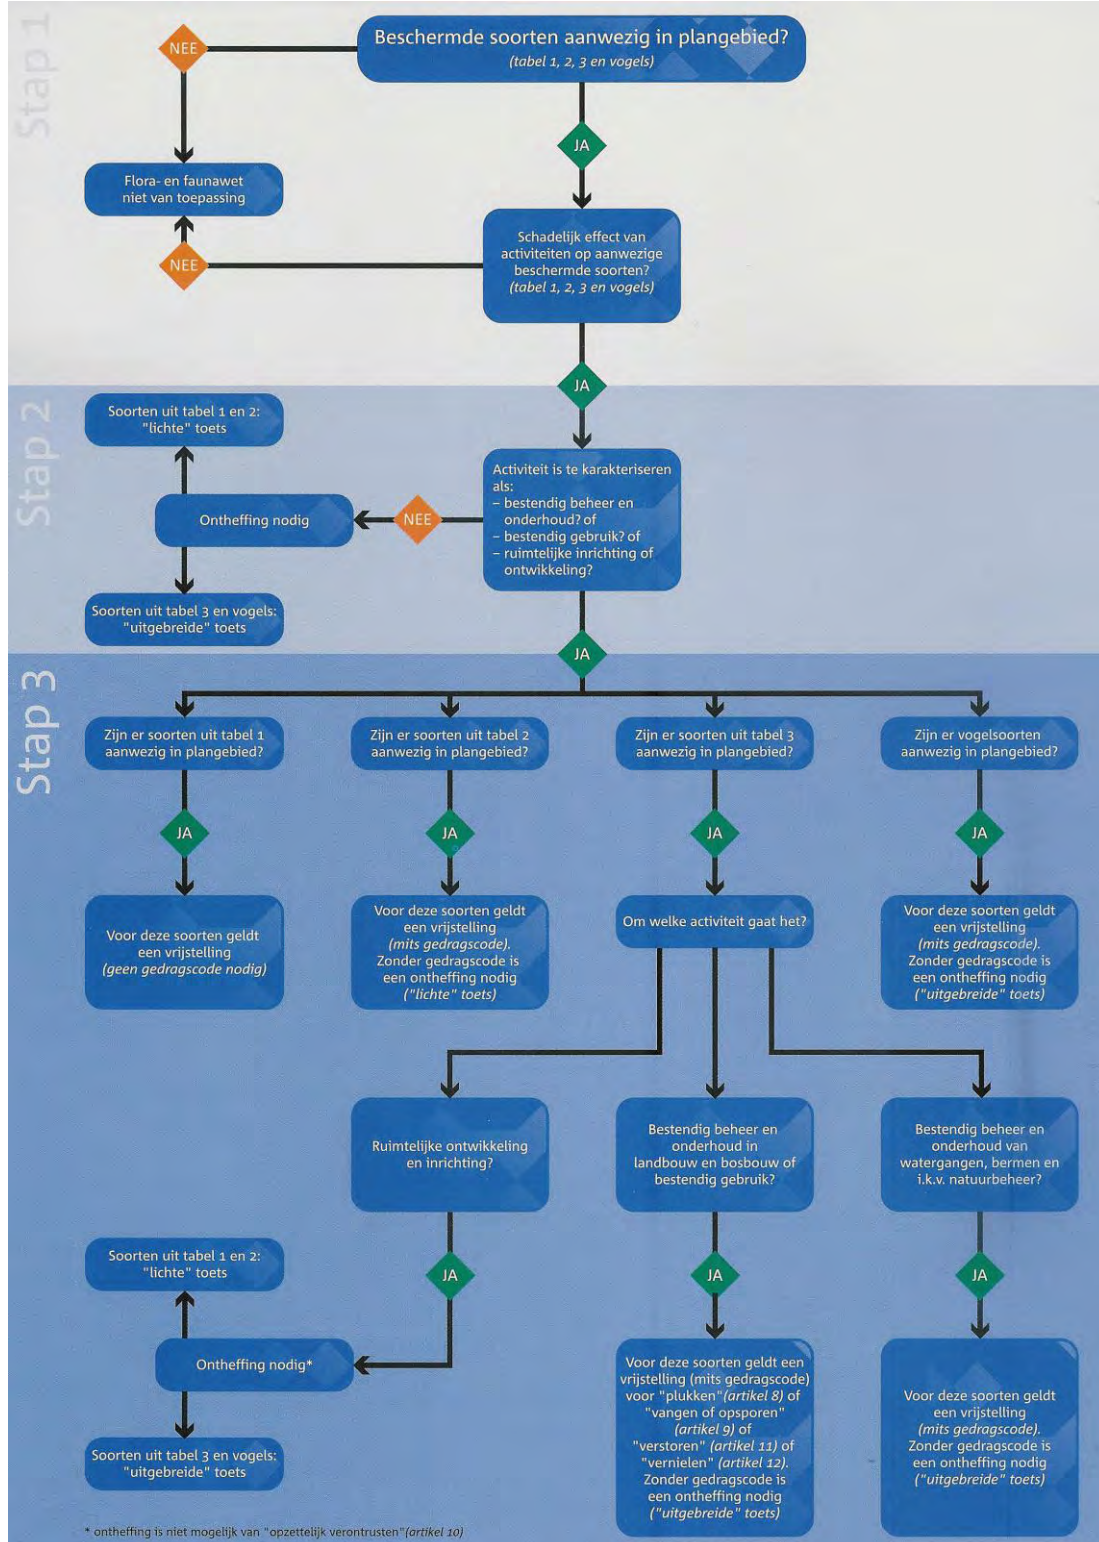 Stap 1
Beschermde soorten aanwezig in plangebied?
(tabel 1, 2, 3 en vogels)
NEE
JA
Flora- en faunawet
niet van toepassing
Schadelijk effect van
activiteiten op aanwezige
beschermde soorten?
(tabel 1, 2, 3 en vogels)
NEE
JA
Stap 2
Soorten uit tabel 1 en 2:
"lichte" toets
Activiteit is te karakteriseren
als:
– bestendig beheer en
onderhoud? of
– bestendig gebruik? of
– ruimtelijke inrichting of
ontwikkeling?
NEE
Ontheffing nodig
Soorten uit tabel 3 en vogels:
"uitgebreide" toets
JA
Stap 3
Zijn er soorten uit tabel 1
aanwezig in plangebied?
Zijn er soorten uit tabel 2
aanwezig in plangebied?
Zijn er soorten uit tabel 3
aanwezig in plangebied?
Zijn er vogelsoorten
aanwezig in plangebied?
JA
JA
JA
JA
Voor deze soorten geldt
een vrijstelling
(geen gedragscode nodig)
Voor deze soorten geldt
een vrijstelling
(mits gedragscode).
Zonder gedragscode is
een ontheffing nodig
("lichte" toets)
Om welke activiteit gaat het?
Voor deze soorten geldt
een vrijstelling
(mits gedragscode).
Zonder gedragscode is
een ontheffing nodig
("uitgebreide" toets)
Ruimtelijke ontwikkeling
en inrichting?
Bestendig beheer en
onderhoud in
landbouw en bosbouw of
bestendig gebruik?
Bestendig beheer en
onderhoud van
watergangen, bermen en
i.k.v. natuurbeheer?
JA
JA
JA
Soorten uit tabel 1 en 2:
"lichte" toets
Ontheffing nodig*
Soorten uit tabel 3 en vogels:
"uitgebreide" toets
Voor deze soorten geldt een
vrijstelling (mits gedragscode)
voor "plukken"(artikel 8) of
"vangen of opsporen"
(artikel 9) of
"verstoren" (artikel 11) of
"vernielen" (artikel 12).
Zonder gedragscode is
een ontheffing nodig
("uitgebreide" toets)
Voor deze soorten geldt
een vrijstelling
(mits gedragscode).
Zonder gedragscode is
een ontheffing nodig
("uitgebreide" toets)
* ontheffing is niet mogelijk van "opzettelijk verontrusten"(artikel 10)